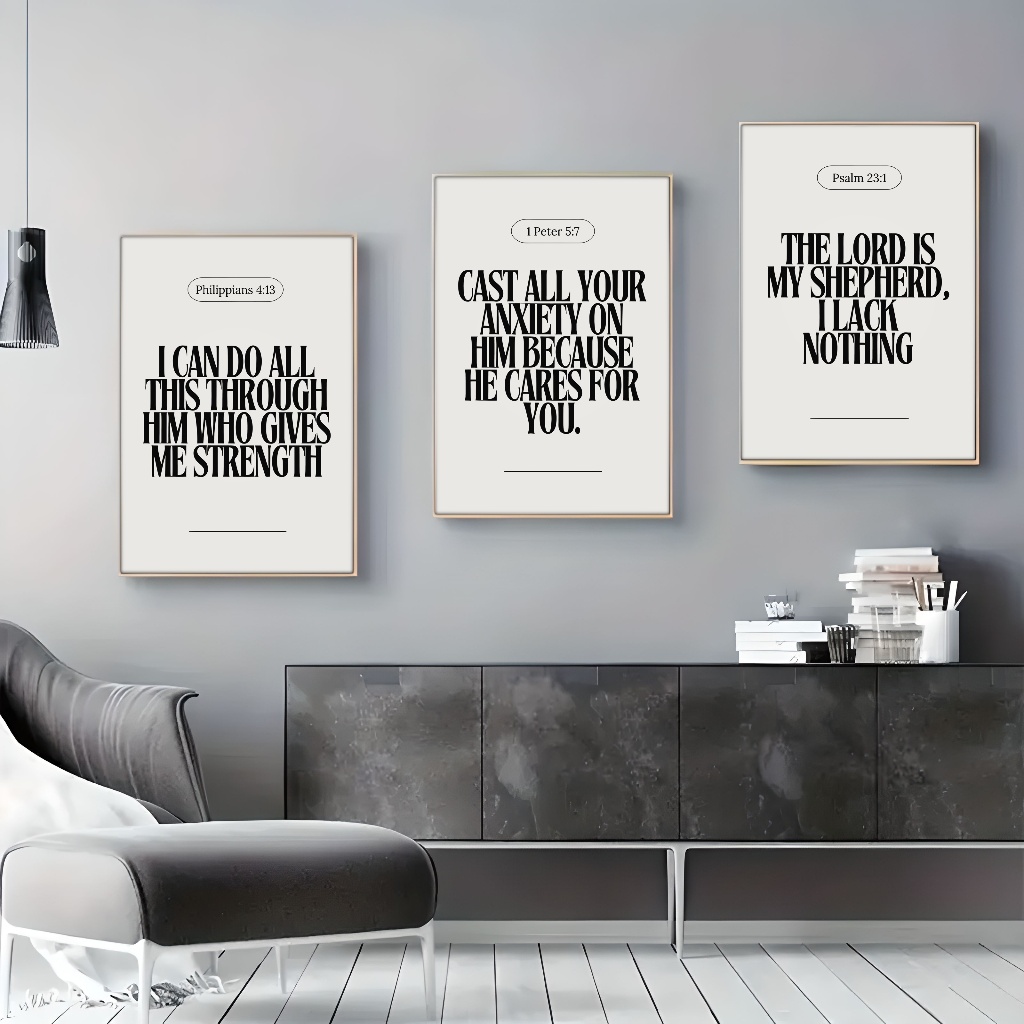 Philippians 4:13
I CAN DO ALL
THIS THROUGH
HIM WHO GIVES
ME STRENGTH
1 Peter 5:7
CAST ALL YOUR
ANXIETY ON
HIM BECAUSE
HE CARES FOR
YOU.
Psalm 23:1
THE LORD IS
MY SHEPHERD,
I LACK
NOTHING